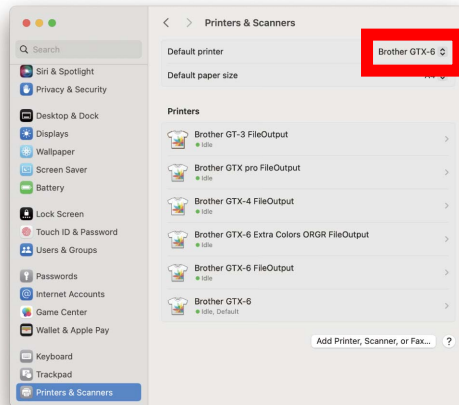 Printers & Scanners
Search
Siri & Spotlight
Privacy & Security
Desktop & Dock
Displays
Wallpaper
Screen Saver
Battery
Lock Screen
Touch ID & Password
Users & Groups
Passwords
Internet Accounts
Game Center
Wallet & Apple Pay
Keyboard
Trackpad
Printers & Scanners
Default printer
Brother GTX-6
Default paper size
Printers
Brother GT-3 FileOutput
Idle
Brother GTX pro FileOutput
Idle
Brother GTX-4 FileOutput
Idle
Brother GTX-6 Extra Colors ORGR FileOutput
Idle
Brother GTX-6 FileOutput
Idle
Brother GTX-6
Idle, Default
Add Printer, Scanner, or Fax...
?